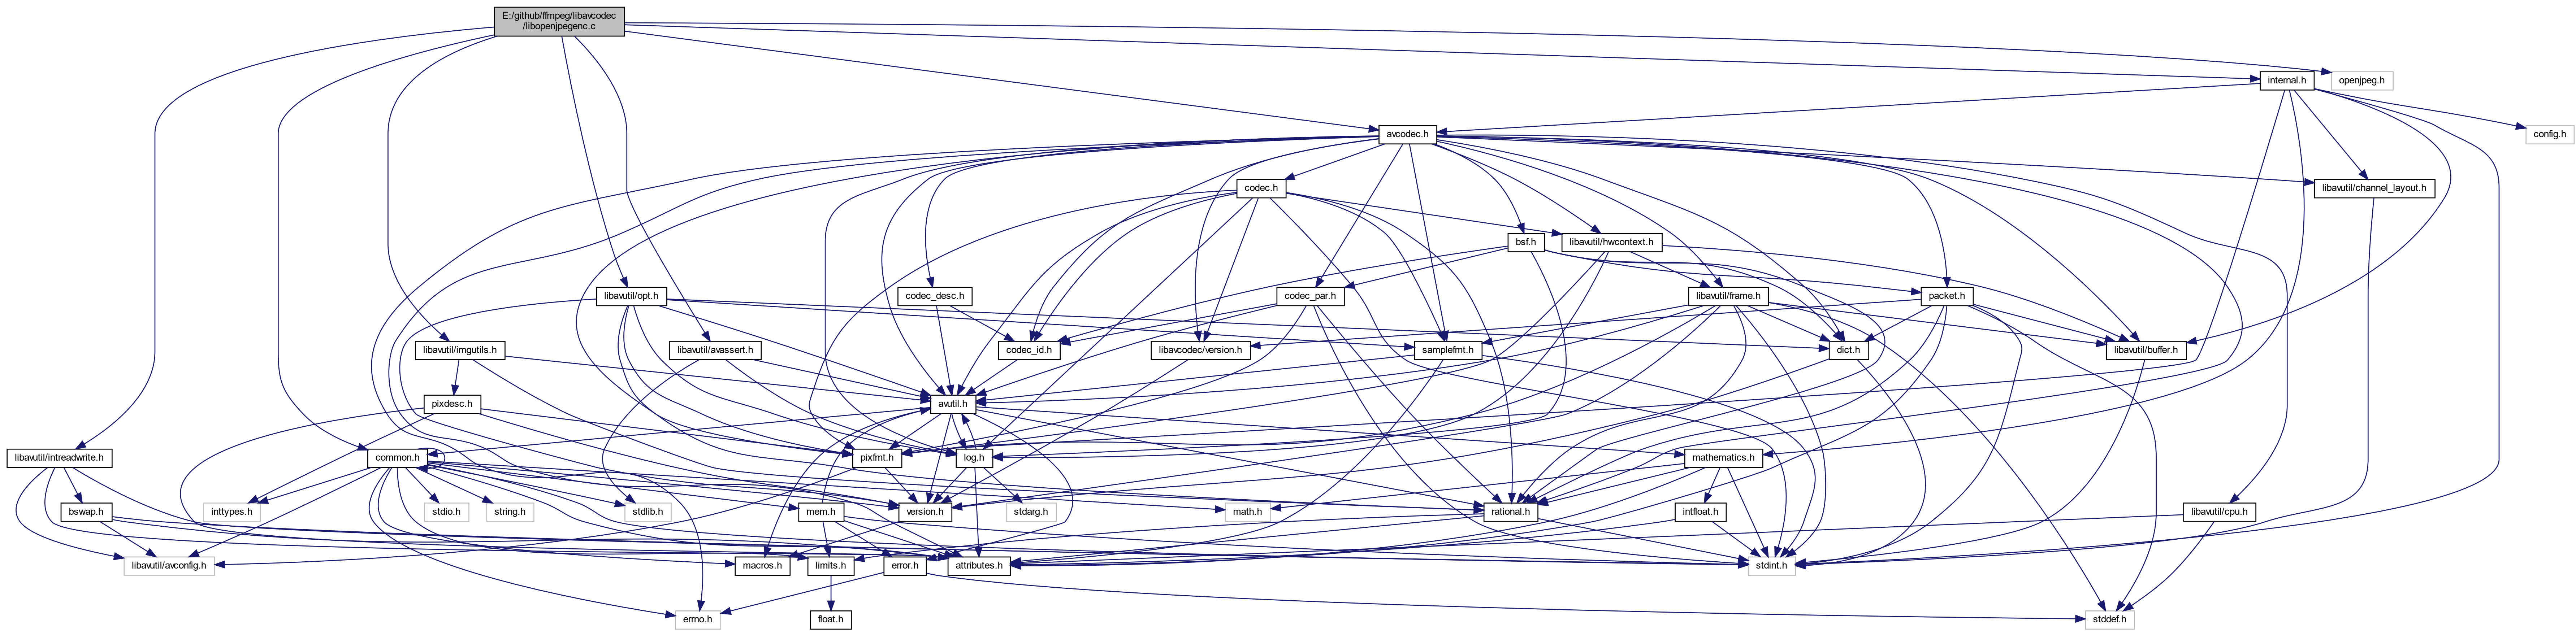 E:/github/ffmpeg/libavcodec
/libopenjpegenc.c
internal.h
openjpeg.h
avcodec.h
config.h
codec.h
libavutil/channel_layout.h
bsf.h
libavutil/hwcontext.h
libavutil/opt.h
codec_desc.h
codec_par.h
libavutil/frame.h
packet.h
libavutil/imgutils.h
libavutil/avassert.h
codec_id.h
libavcodec/version.h
samplefmt.h
dict.h
libavutil/buffer.h
pixdesc.h
avutil.h
libavutil/intreadwrite.h
common.h
pixfmt.h
log.h
mathematics.h
bswap.h
inttypes.h
stdio.h
string.h
stdlib.h
mem.h
version.h
stdarg.h
math.h
rational.h
intfloat.h
libavutil/cpu.h
libavutil/avconfig.h
macros.h
limits.h
error.h
attributes.h
stdint.h
errno.h
float.h
stddef.h